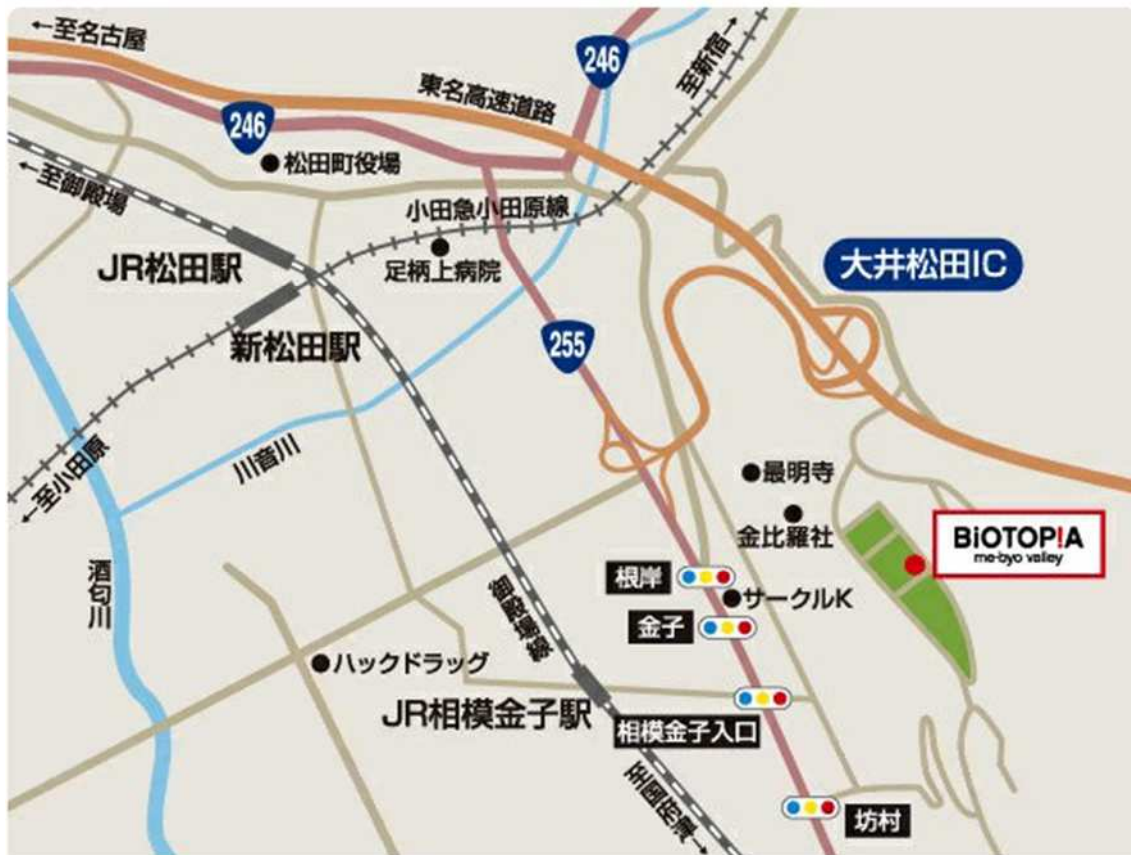 ←至名古屋
246
至新宿→
東名高速道路
246
松田町役場
←至御殿場
小田急小田原線
大井松田IC
JR松田駅
足柄上病院
新松田駅
255
←至小田原
川音川
最明寺
金比羅社
BiOTOP!A
me-byo valley
酒匂川
根岸
サークルK
御殿場線
金子
ハックドラッグ
JR相模金子駅
相模金子入口
至国府津→
坊村